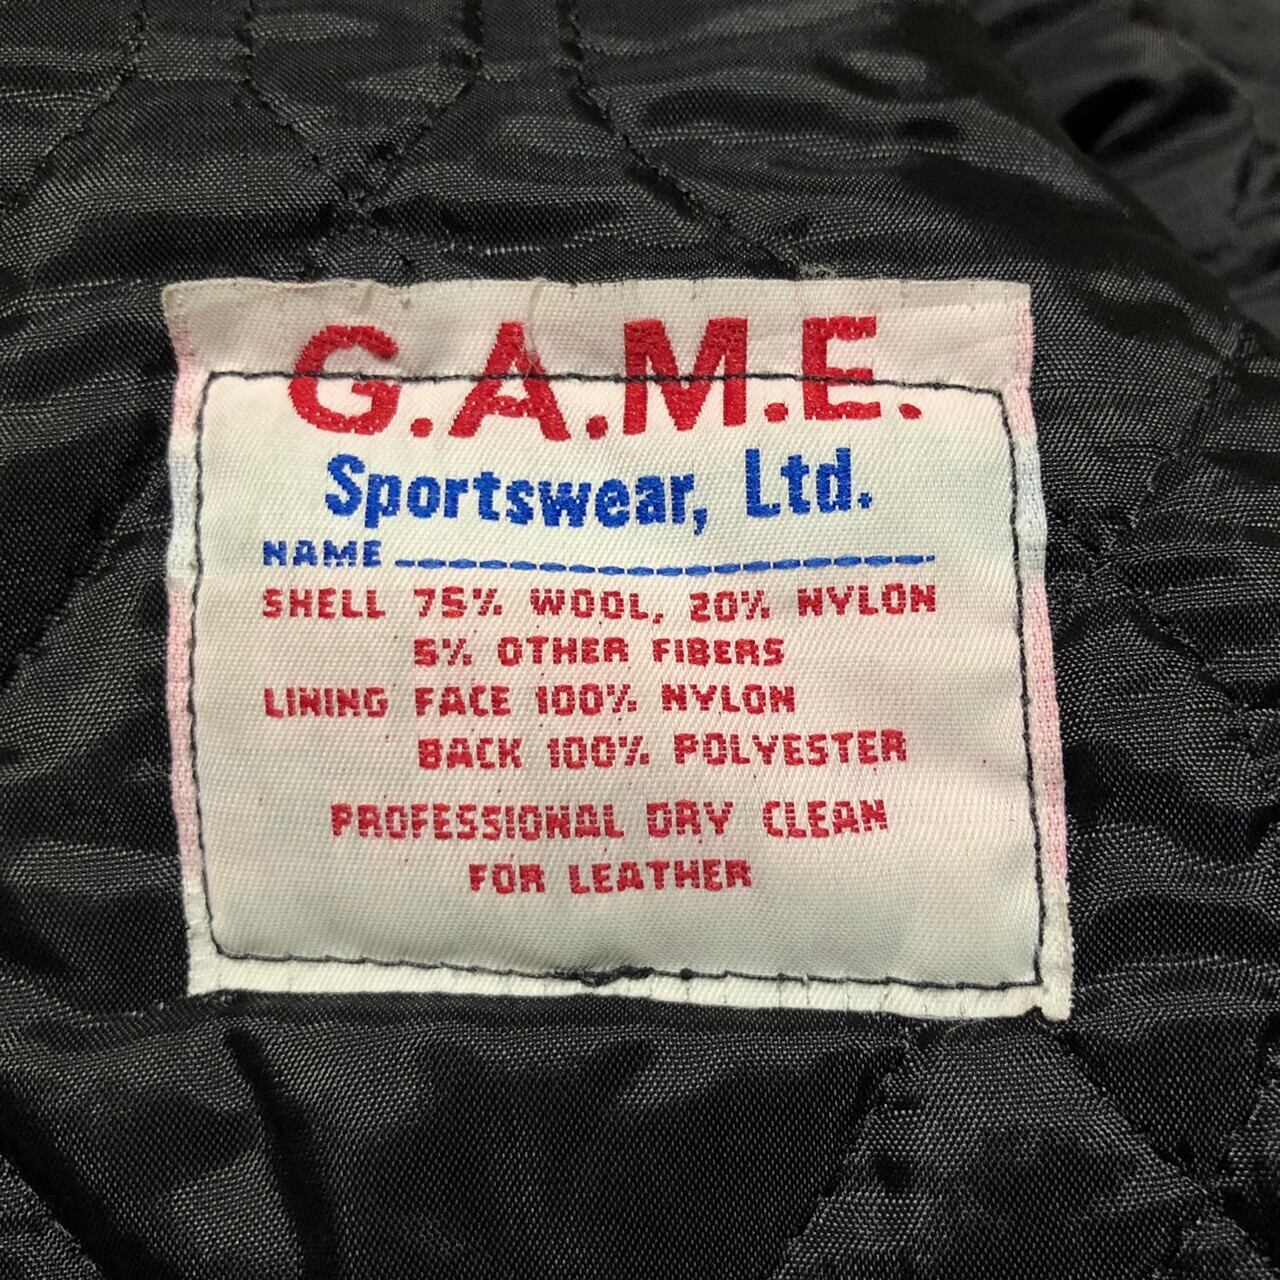 G.A.M.E.
Sportswear, Ltd.
NAME
SHELL 75% WOOL, 20% NYLON
5% OTHER FIBERS
LINING FACE 100% NYLON
BACK 100% POLYESTER
PROFESSIONAL DRY CLEAN
FOR LEATHER